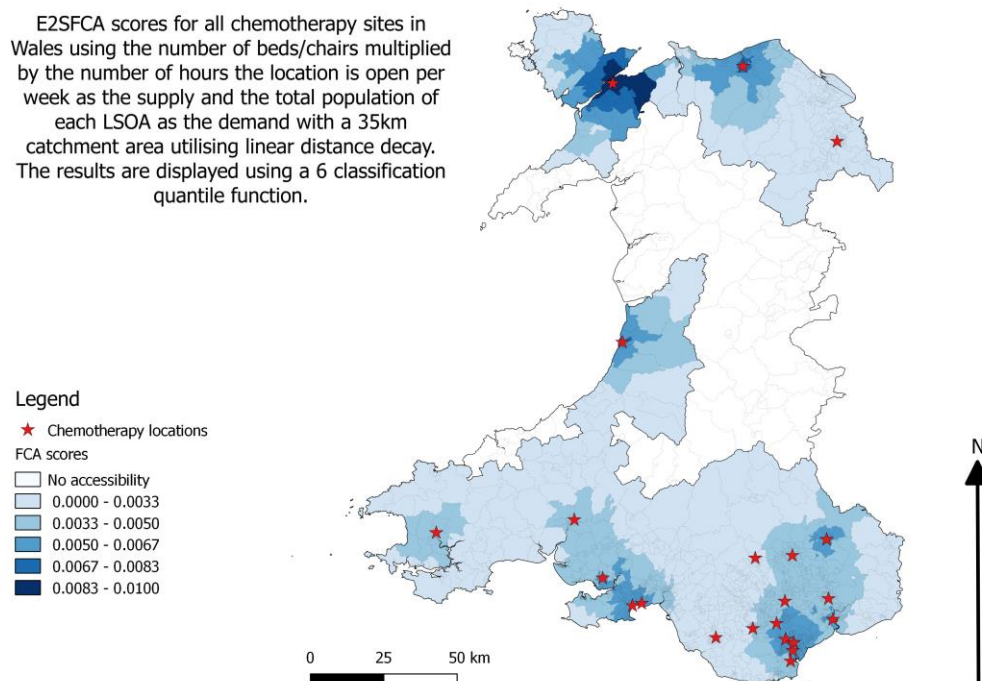 E2SFCA scores for all chemotherapy sites in
Wales using the number of beds/chairs multiplied
by the number of hours the location is open per
week as the supply and the total population of
each LSOA as the demand with a 35km
catchment area utilising linear distance decay.
The results are displayed using a 6 classification
quantile function.
Legend
Chemotherapy locations
FCA scores
No accessibility
0.0000 - 0.0033
0.0033 - 0.0050
0.0050 - 0.0067
0.0067 - 0.0083
0.0083 - 0.0100
N
0 25 50 km